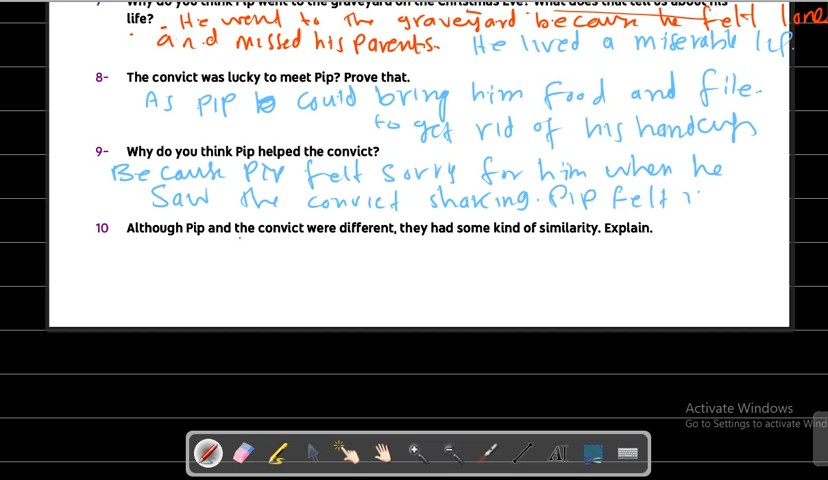 life? . He went to the graveyard because he felt lone
and missed his parents. He lived a miserable lif
8- The convict was lucky to meet Pip? Prove that.
As PIP could bring him food and file.
to get rid of his handcuffs
9- Why do you think Pip helped the convict?
Because PIP felt sorry for him when he
saw the convict shaking. PIP felt
10 Although Pip and the convict were different, they had some kind of similarity. Explain.
Activate Windows
Go to Settings to activate Wind
AI